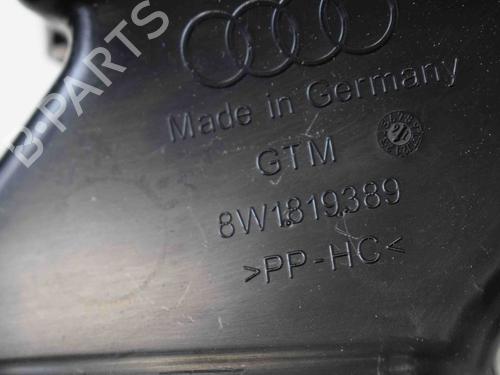 B-PARTS
Made in Germany
GTM
8W1819389
>PP-HC<